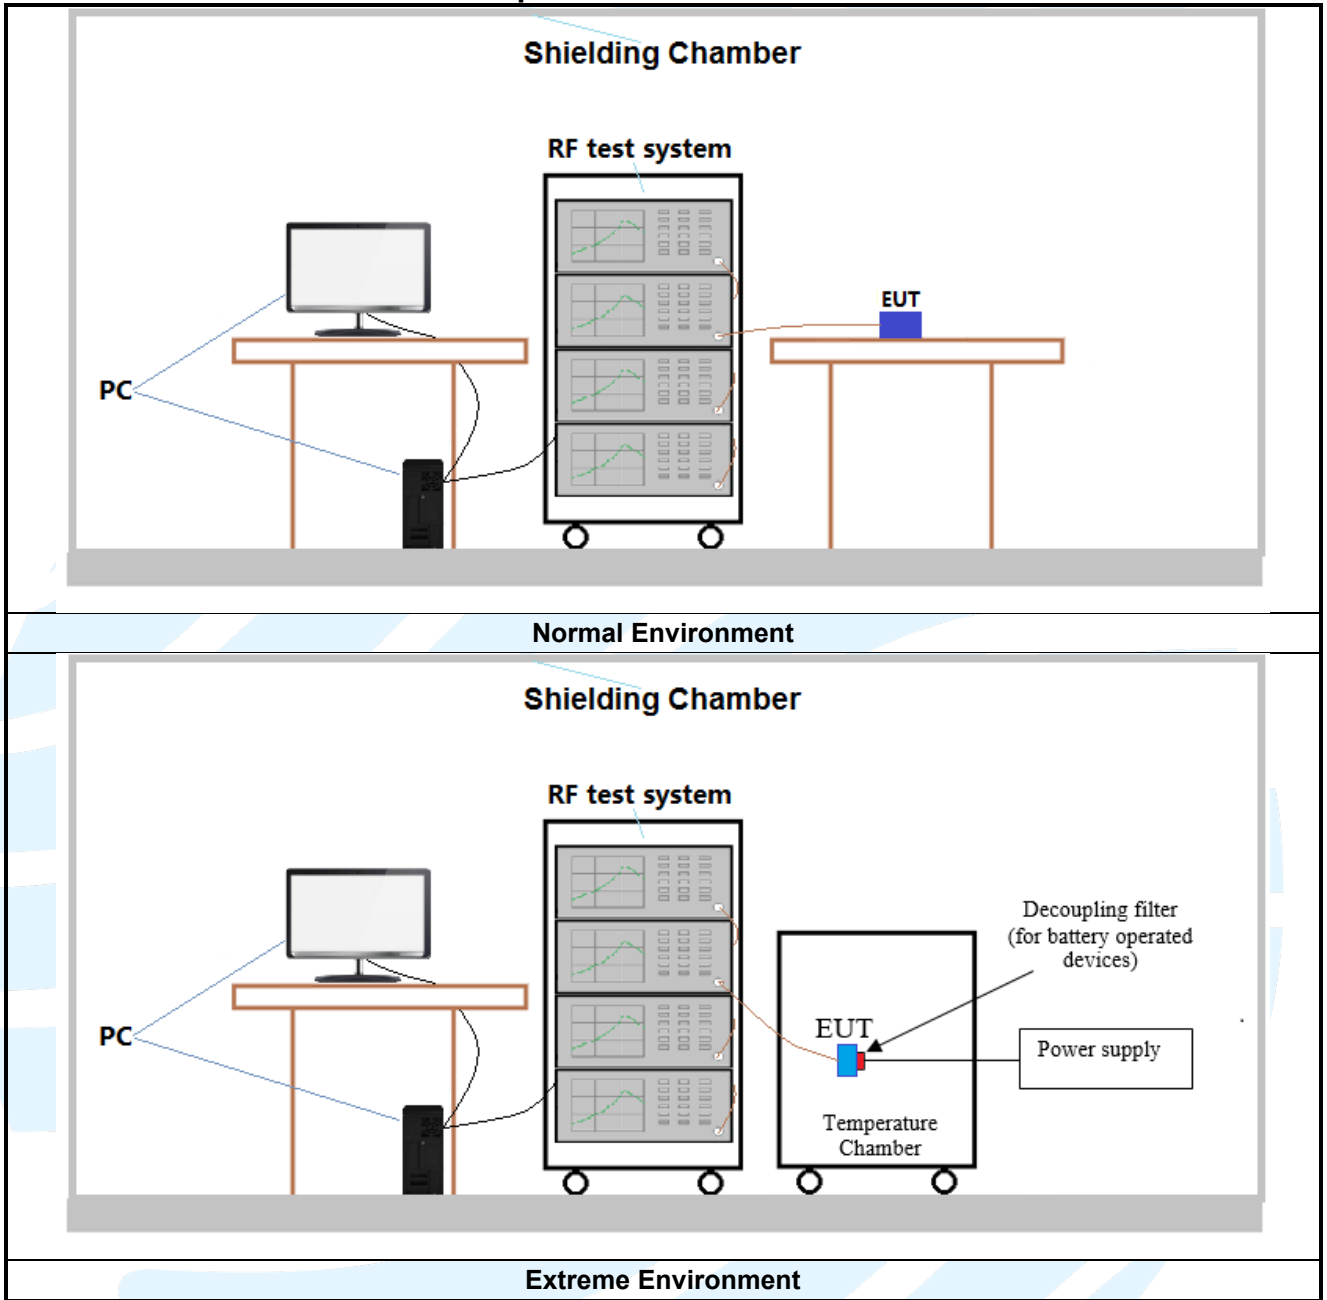 Shielding Chamber
RF test system
EUT
PC
Normal Environment
Shielding Chamber
RF test system
Decoupling filter
(for battery operated
devices)
EUT
PC
Power supply
Temperature
Chamber
Extreme Environment